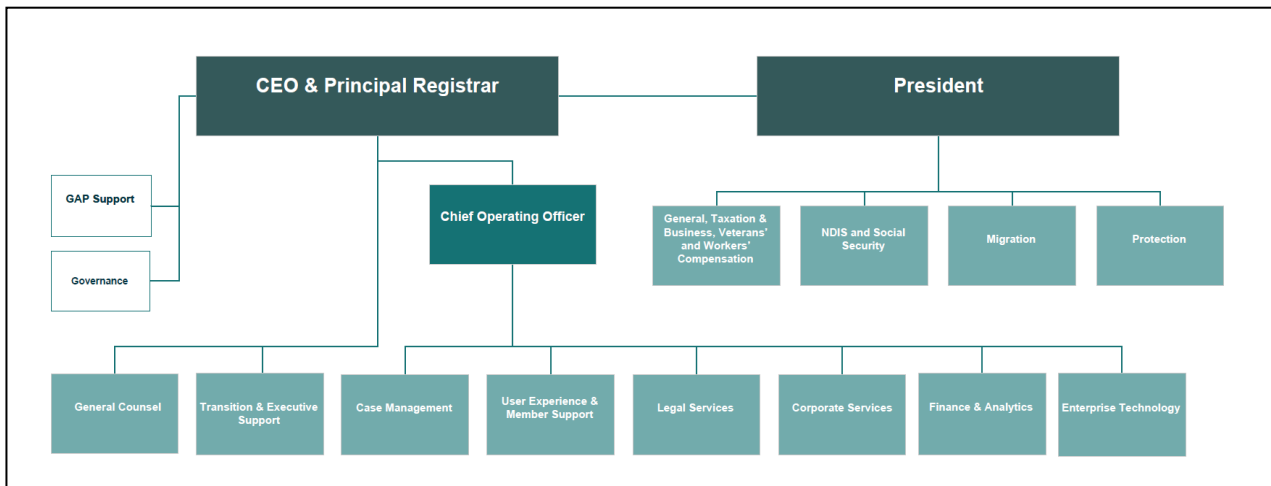 CEO & Principal Registrar
President
GAP Support
Governance
Chief Operating Officer
General, Taxation &
Business, Veterans'
and Workers'
Compensation
NDIS and Social
Security
Migration
Protection
General Counsel
Transition & Executive
Support
Case Management
User Experience &
Member Support
Legal Services
Corporate Services
Finance & Analytics
Enterprise Technology